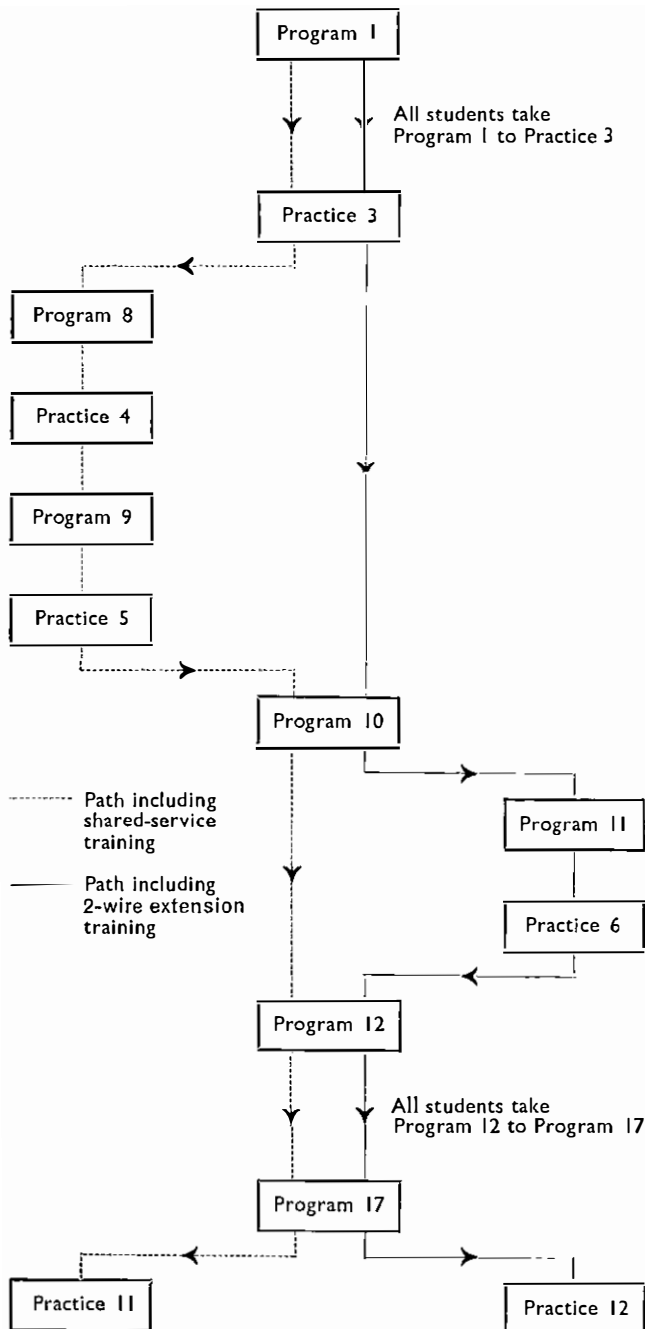 Program 1
All students take
Program 1 to Practice 3
Practice 3
Program 8
Practice 4
Program 9
Practice 5
Program 10
Path including
shared-service
training
Path including
2-wire extension
training
Program 11
Practice 6
Program 12
All students take
Program 12 to Program 17
Program 17
Practice 11
Practice 12